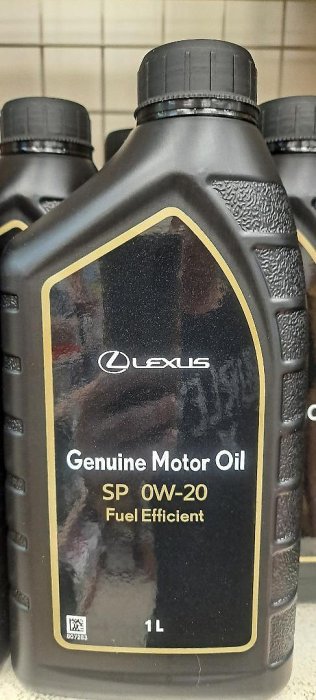 LEXUS
Genuine Motor Oil
SP 0W-20
Fuel Efficient
1 L